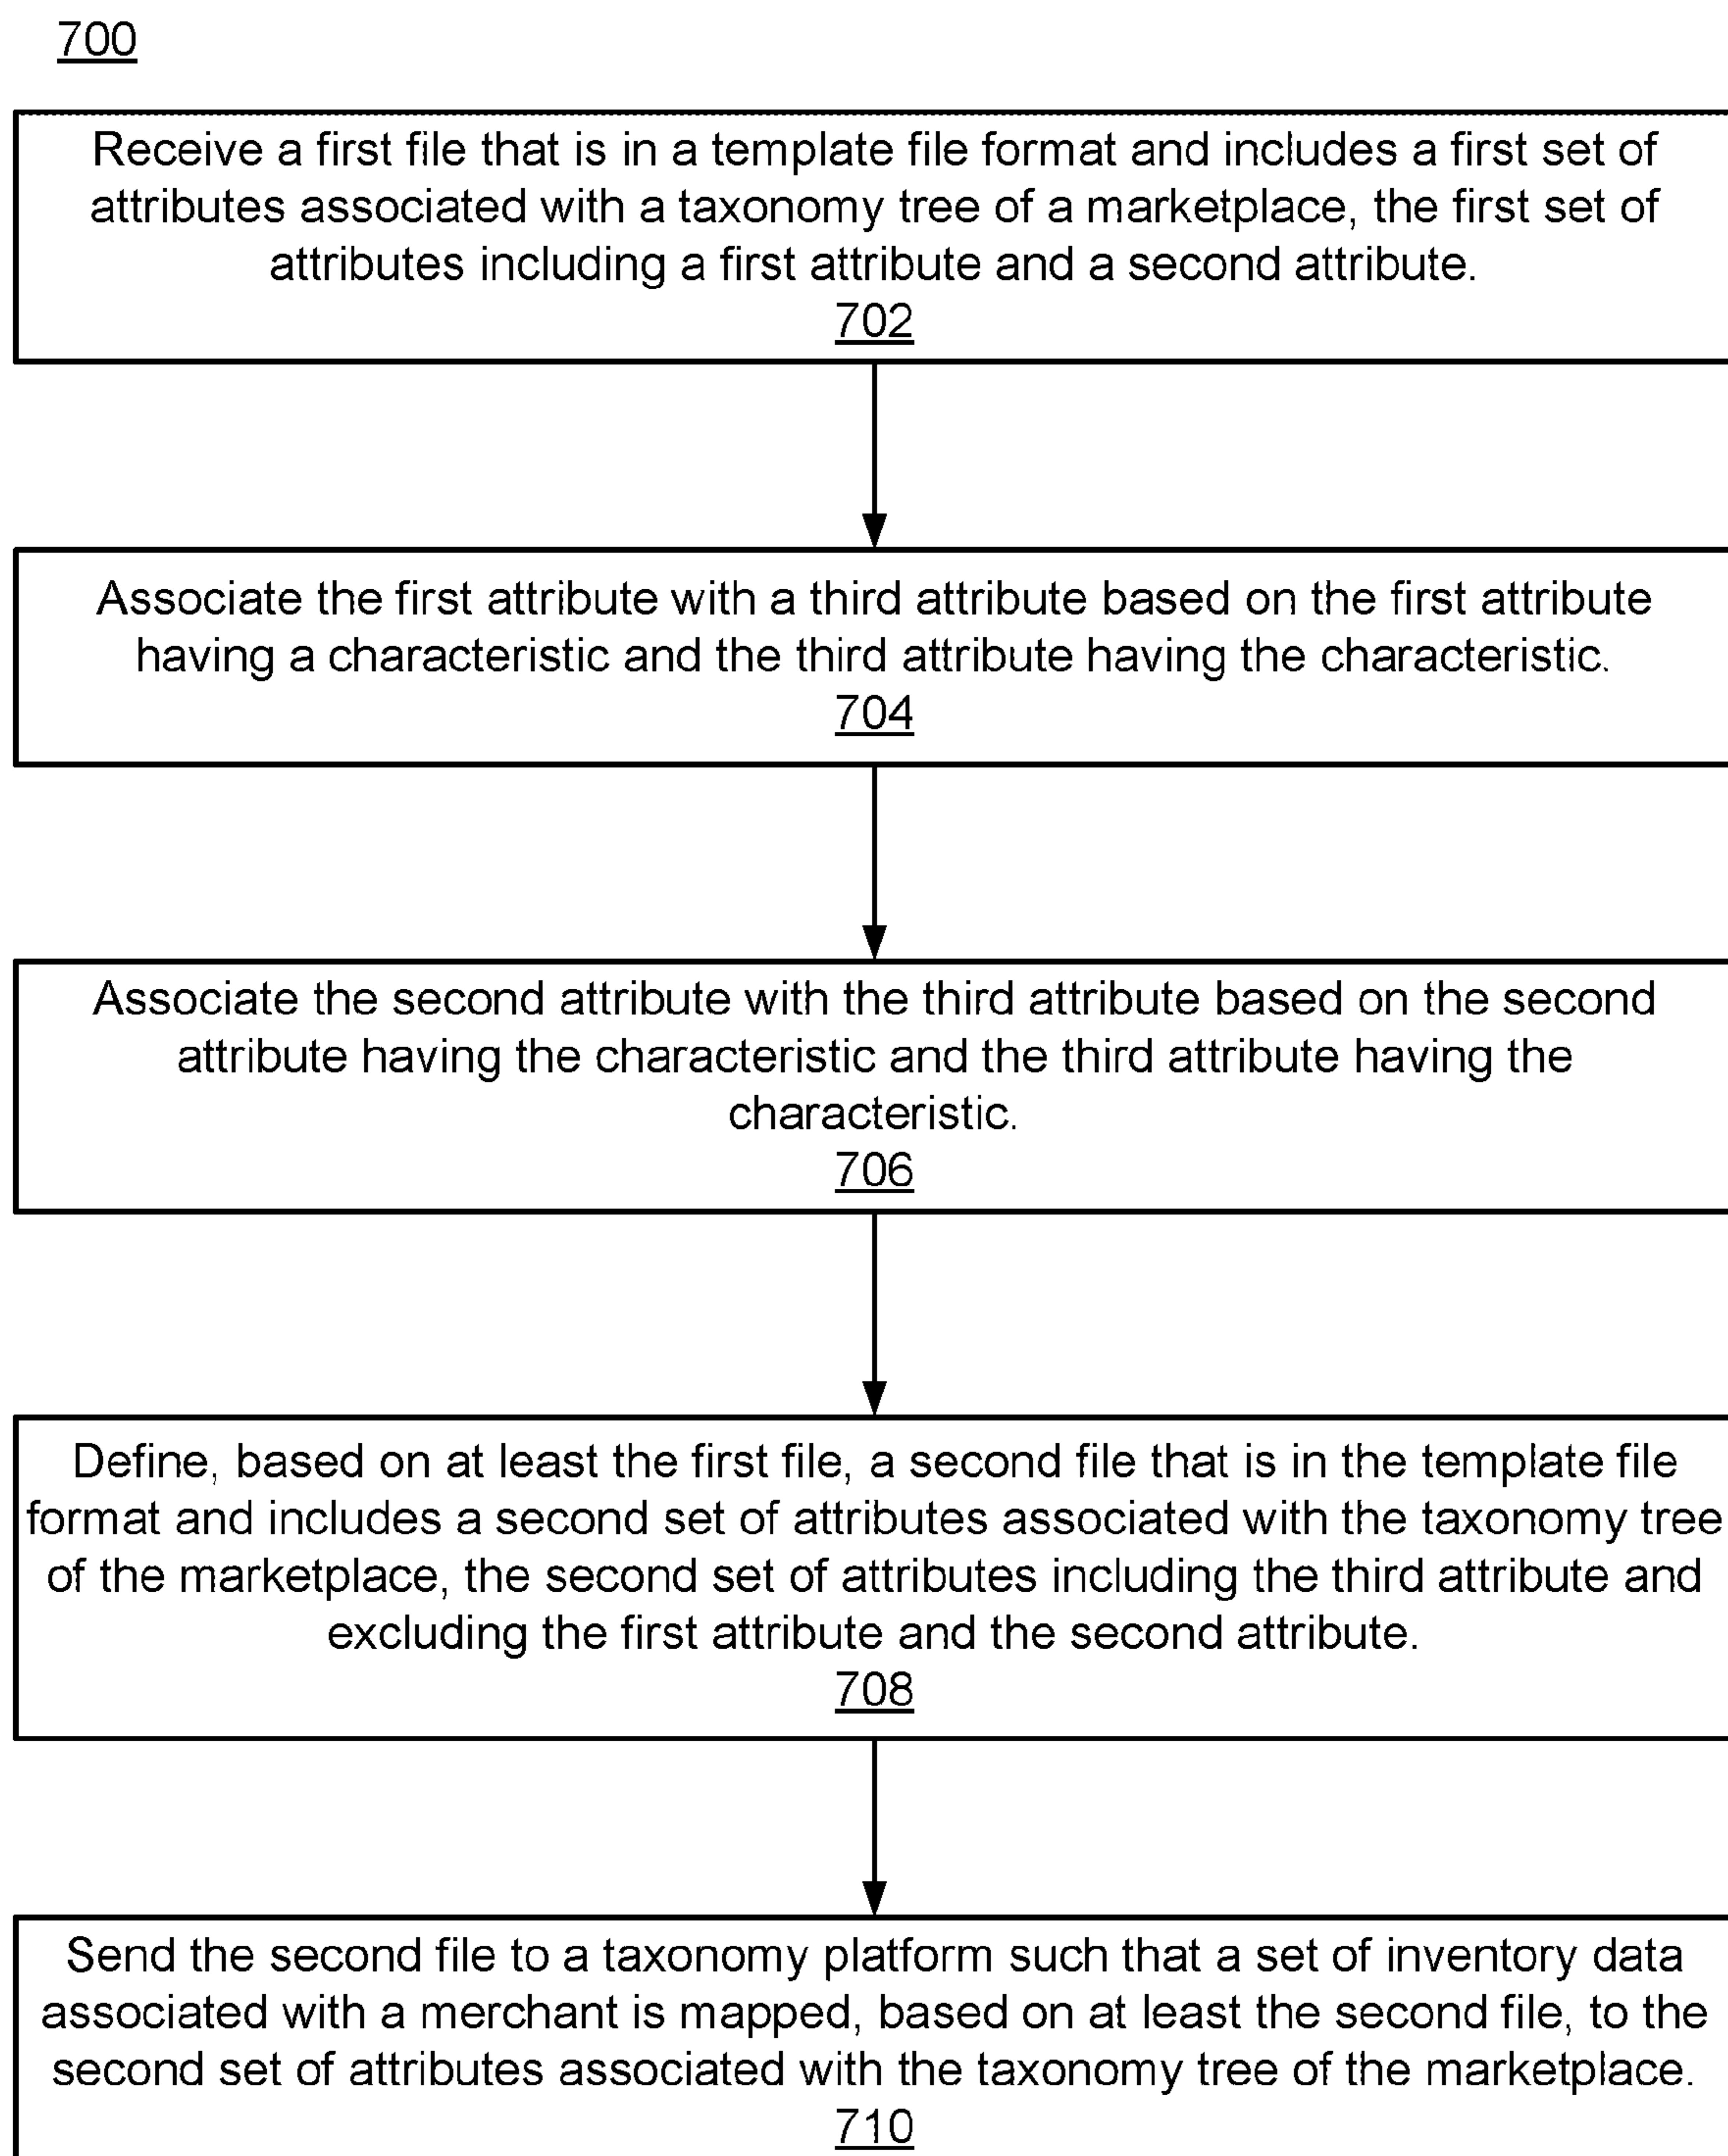 700
Receive a first file that is in a template file format and includes a first set of
attributes associated with a taxonomy tree of a marketplace, the first set of
attributes including a first attribute and a second attribute.
702
Associate the first attribute with a third attribute based on the first attribute
having a characteristic and the third attribute having the characteristic.
704
Associate the second attribute with the third attribute based on the second
attribute having the characteristic and the third attribute having the
characteristic.
706
Define, based on at least the first file, a second file that is in the template file
format and includes a second set of attributes associated with the taxonomy tree
of the marketplace, the second set of attributes including the third attribute and
excluding the first attribute and the second attribute.
708
Send the second file to a taxonomy platform such that a set of inventory data
associated with a merchant is mapped, based on at least the second file, to the
second set of attributes associated with the taxonomy tree of the marketplace.
710